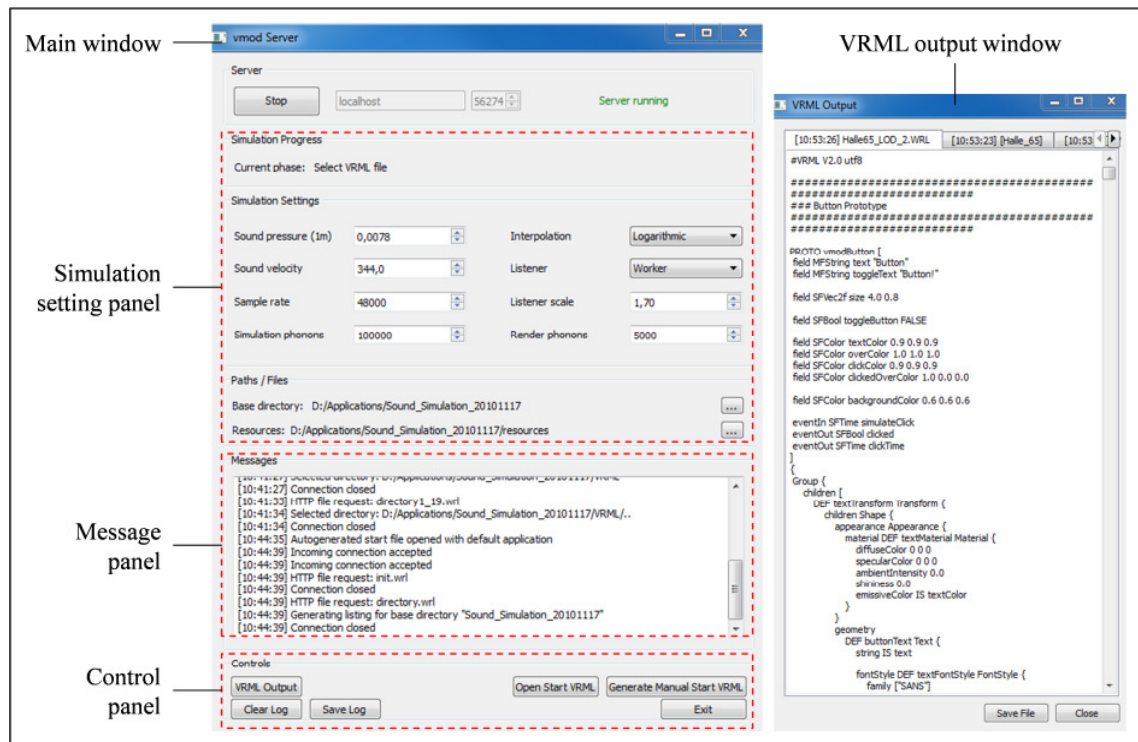 Main window
vmod Server
Server
Stop
localhost
56274
Server running
Simulation Progress
Current phase: Select VRML file
Simulation Settings
Sound pressure (1m) 0,0078 Interpolation Logarithmic
Sound velocity 344,0 Listener Worker
Sample rate 48000 Listener scale 1,70
Simulation phonons 100000 Render phonons 5000
Simulation
setting panel
Paths / Files
Base directory: D:/Applications/Sound_Simulation_20101117 ...
Resources: D:/Applications/Sound_Simulation_20101117/resources ...
Message
panel
Messages
[10:41:27] Selected directory: D:/Applications/Sound_Simulation_20101117/VRML
[10:41:27] Connection closed
[10:41:33] HTTP file request: directory1_19.wrl
[10:41:34] Selected directory: D:/Applications/Sound_Simulation_20101117/VRML/..
[10:41:34] Connection closed
[10:44:35] Autogenerated start file opened with default application
[10:44:39] Incoming connection accepted
[10:44:39] Incoming connection accepted
[10:44:39] HTTP file request: init.wrl
[10:44:39] Connection closed
[10:44:39] HTTP file request: directory.wrl
[10:44:39] Generating listing for base directory "Sound_Simulation_20101117"
[10:44:39] Connection closed
Control
panel
Controls
VRML Output Open Start VRML Generate Manual Start VRML
Clear Log Save Log Exit
VRML output window
VRML Output
[10:53:26] Halle65_LOD_2.WRL [10:53:23] [Halle_65] [10:53
#VRML V2.0 utf8
###########################################
##########################
### Button Prototype
###########################################
##########################
PROTO vmodButton [
field MFString text "Button"
field MFString toggleText "Button!"
field SFVec2f size 4.0 0.8
field SFBool toggleButton FALSE
field SFColor textColor 0.9 0.9 0.9
field SFColor overColor 1.0 1.0 1.0
field SFColor clickColor 0.9 0.9 0.9
field SFColor clickedOverColor 1.0 0.0 0.0
field SFColor backgroundColor 0.6 0.6 0.6
eventIn SFTime simulateClick
eventOut SFBool clicked
eventOut SFTime clickTime
]
{
Group {
children [
DEF textTransform Transform {
children Shape {
appearance Appearance {
material DEF textMaterial Material {
diffuseColor 0 0 0
specularColor 0 0 0
ambientIntensity 0.0
shininess 0.0
emissiveColor IS textColor
}
}
geometry
DEF buttonText Text {
string IS text
fontStyle DEF textFontStyle FontStyle {
family ["SANS"]
Save File Close